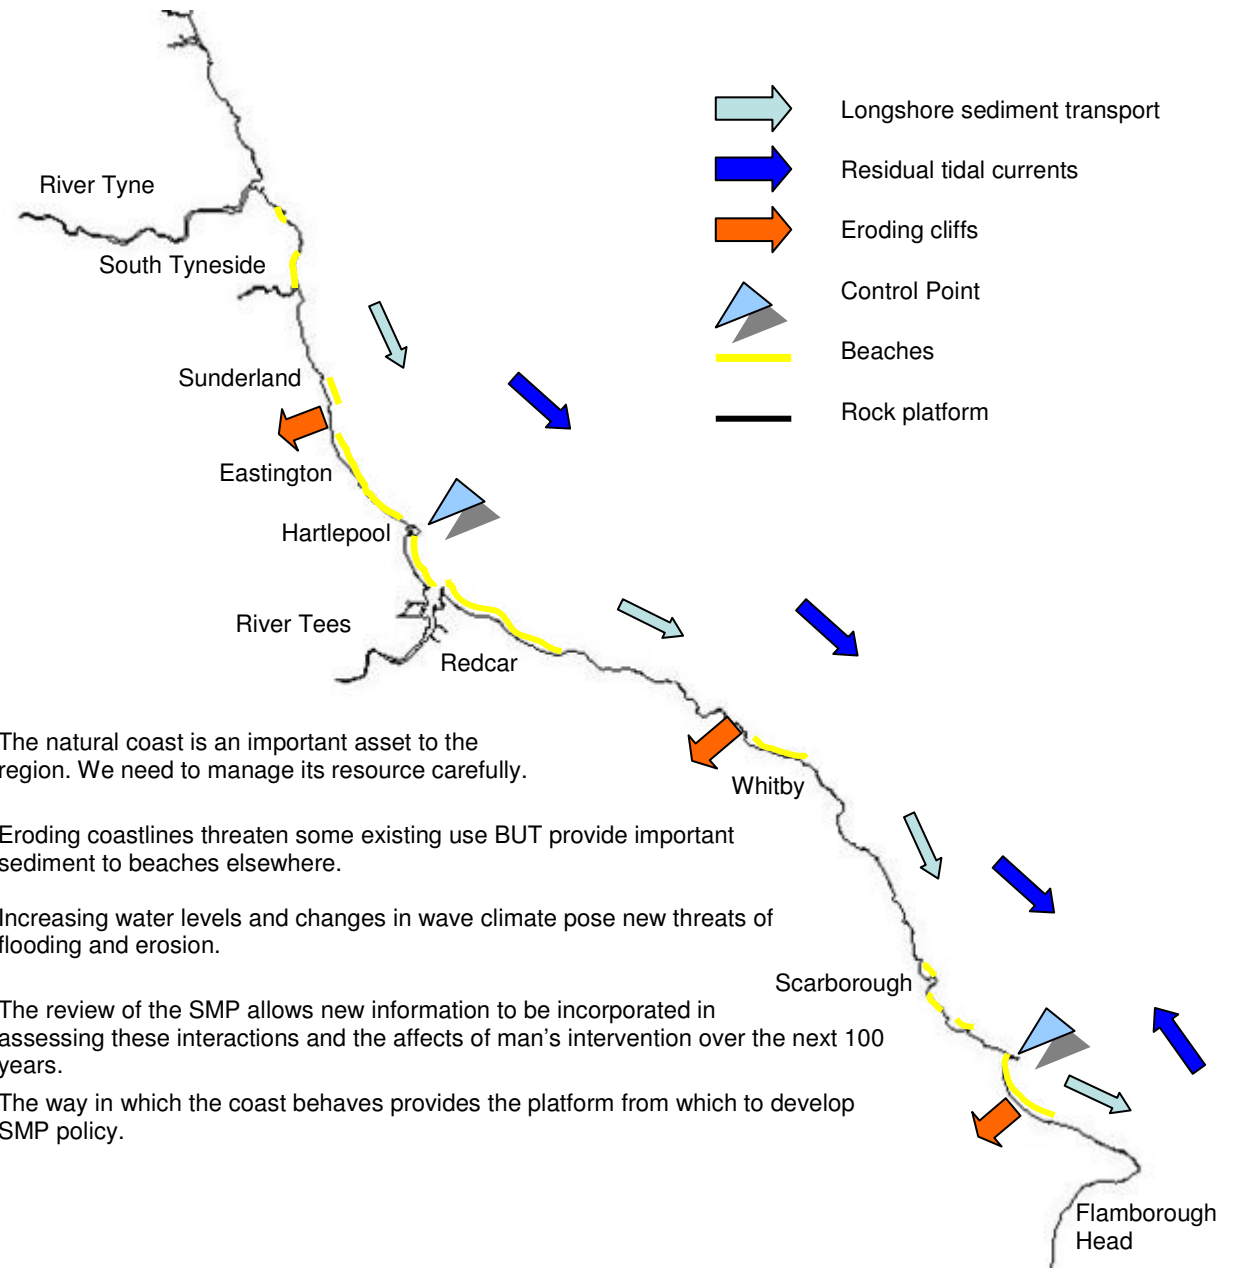 Longshore sediment transport
Residual tidal currents
Eroding cliffs
Control Point
Beaches
Rock platform
River Tyne
South Tyneside
Sunderland
Eastington
Hartlepool
River Tees
Redcar
Whitby
Scarborough
Flamborough
Head
The natural coast is an important asset to the
region. We need to manage its resource carefully.
Eroding coastlines threaten some existing use BUT provide important
sediment to beaches elsewhere.
Increasing water levels and changes in wave climate pose new threats of
flooding and erosion.
The review of the SMP allows new information to be incorporated in
assessing these interactions and the affects of man's intervention over the next 100
years.
The way in which the coast behaves provides the platform from which to develop
SMP policy.